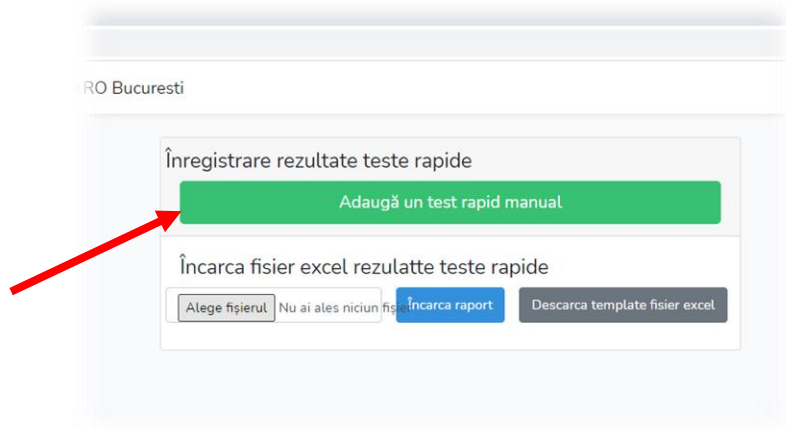 RO Bucuresti
Înregistrare rezultate teste rapide
Adaugă un test rapid manual
Încarca fisier excel rezulatte teste rapide
Alege fișierul Nu ai ales niciun fișier Încarca raport Descarca template fisier excel